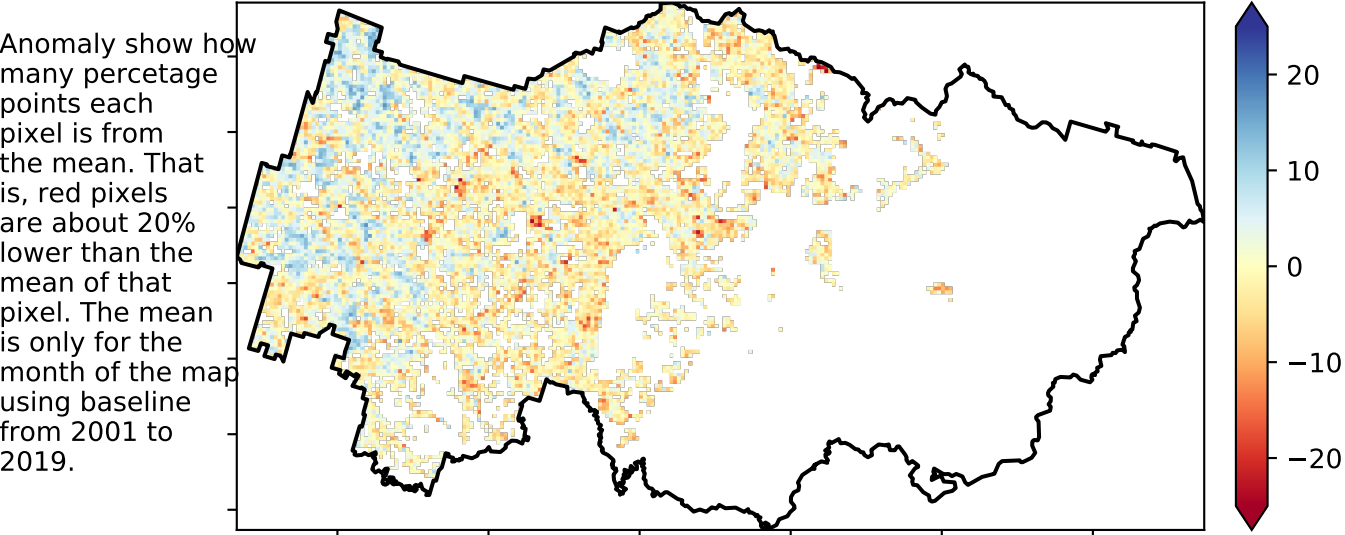 Anomaly show how
many percetage
points each
pixel is from
the mean. That
is, red pixels
are about 20%
lower than the
mean of that
pixel. The mean
is only for the
month of the map
using baseline
from 2001 to
2019.
20
10
0
−10
−20